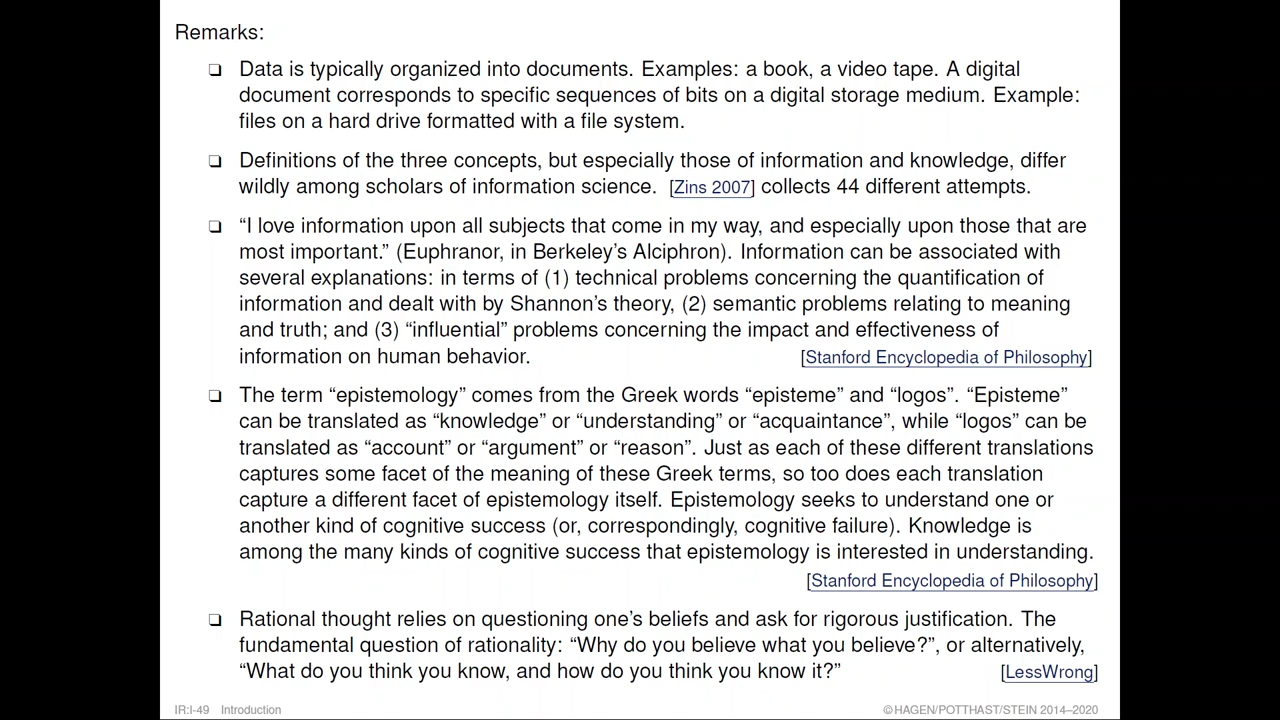 Remarks:
❏ Data is typically organized into documents. Examples: a book, a video tape. A digital
document corresponds to specific sequences of bits on a digital storage medium. Example:
files on a hard drive formatted with a file system.
❏ Definitions of the three concepts, but especially those of information and knowledge, differ
wildly among scholars of information science. [Zins 2007] collects 44 different attempts.
❏ “I love information upon all subjects that come in my way, and especially upon those that are
most important.” (Euphranor, in Berkeley’s Alciphron). Information can be associated with
several explanations: in terms of (1) technical problems concerning the quantification of
information and dealt with by Shannon’s theory, (2) semantic problems relating to meaning
and truth; and (3) “influential” problems concerning the impact and effectiveness of
information on human behavior. [Stanford Encyclopedia of Philosophy]
❏ The term “epistemology” comes from the Greek words “episteme” and “logos”. “Episteme”
can be translated as “knowledge” or “understanding” or “acquaintance”, while “logos” can be
translated as “account” or “argument” or “reason”. Just as each of these different translations
captures some facet of the meaning of these Greek terms, so too does each translation
capture a different facet of epistemology itself. Epistemology seeks to understand one or
another kind of cognitive success (or, correspondingly, cognitive failure). Knowledge is
among the many kinds of cognitive success that epistemology is interested in understanding.
[Stanford Encyclopedia of Philosophy]
❏ Rational thought relies on questioning one’s beliefs and ask for rigorous justification. The
fundamental question of rationality: “Why do you believe what you believe?”, or alternatively,
“What do you think you know, and how do you think you know it?” [LessWrong]
IR:I-49 Introduction ©HAGEN/POTTHAST/STEIN 2014–2020